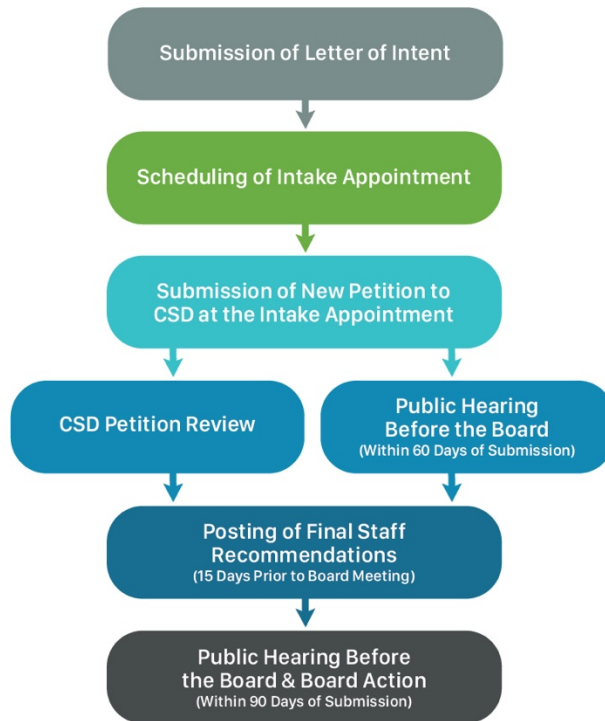 Submission of Letter of Intent
Scheduling of Intake Appointment
Submission of New Petition to
CSD at the Intake Appointment
CSD Petition Review
Public Hearing
Before the Board
(Within 60 Days of Submission)
Posting of Final Staff
Recommendations
(15 Days Prior to Board Meeting)
Public Hearing Before
the Board & Board Action
(Within 90 Days of Submission)